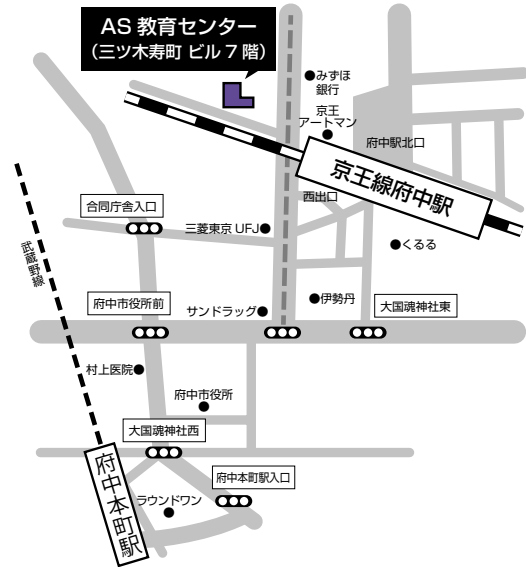 AS 教育センター
（三ツ木寿町 ビル 7 階）
みずほ
銀行
京王
アートマン
府中駅北口
京王線府中駅
西出口
合同庁舎入口
三菱東京 UFJ
くるる
武蔵野線
府中市役所前
サンドラッグ
伊勢丹
大国魂神社東
村上医院
府中市役所
大国魂神社西
府中本町駅入口
府中本町駅
ラウンドワン